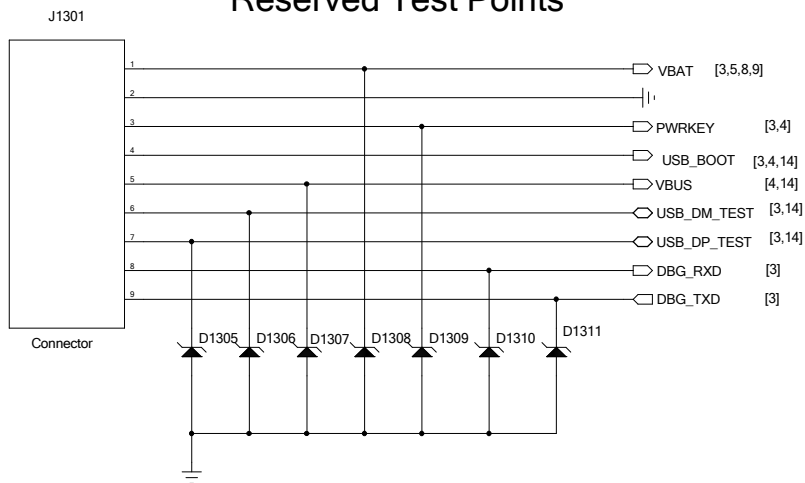 Reserved Test Points
J1301
1 VBAT [3,5,8,9]
2
3 PWRKEY [3,4]
4 USB_BOOT [3,4,14]
5 VBUS [4,14]
6 USB_DM_TEST [3,14]
7 USB_DP_TEST [3,14]
8 DBG_RXD [3]
9 DBG_TXD [3]
Connector
D1305 D1306 D1307 D1308 D1309 D1310 D1311